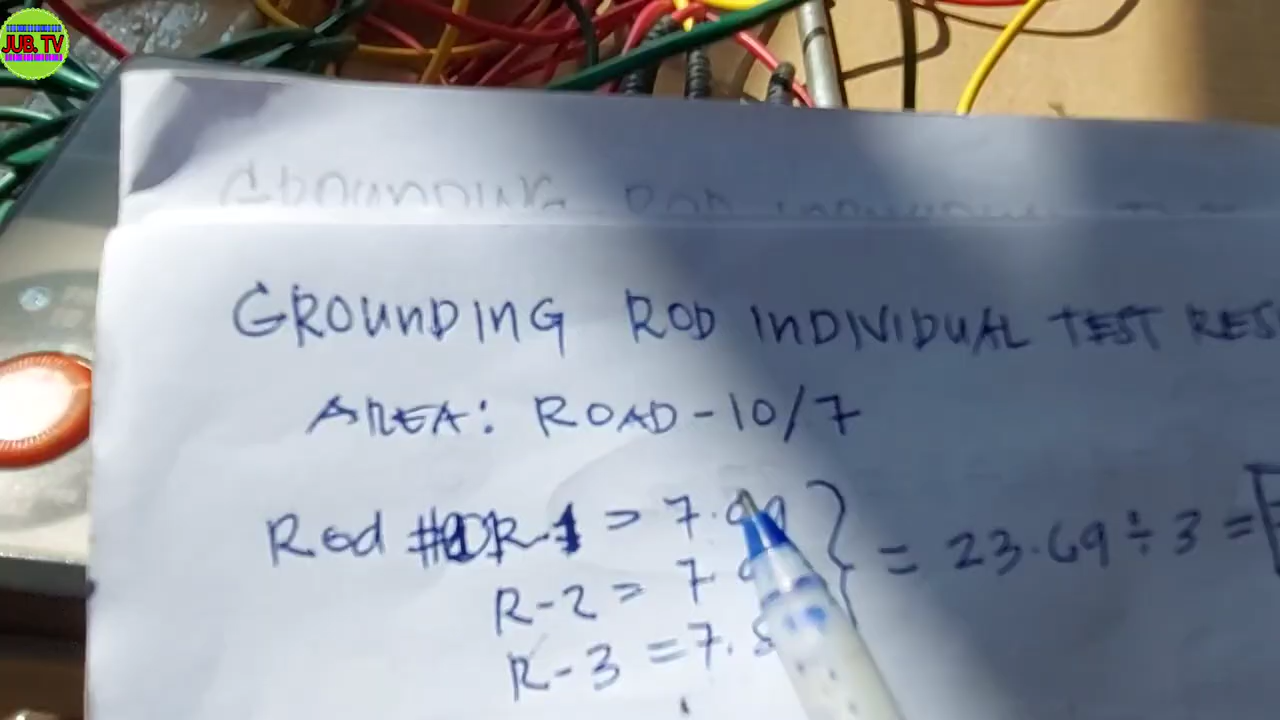 JUB.TV
GROUNDING ROD INDIVIDUAL TEST RES
AREA: ROAD-10/7
Rod # R-1 = 7.
R-2 = 7.
R-3 = 7.
= 23.69 ÷ 3 =